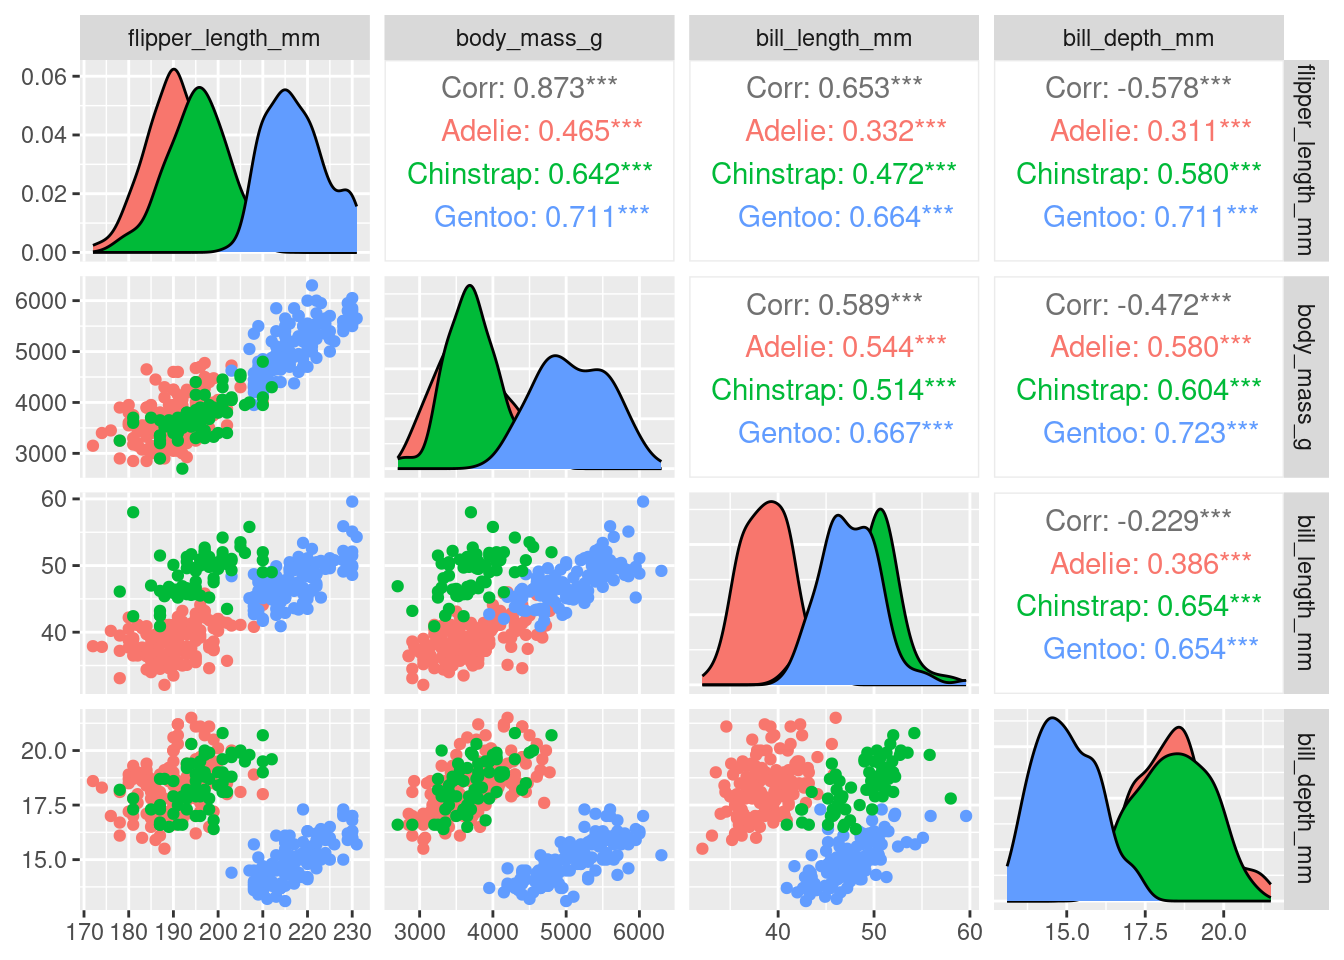 flipper_length_mm
body_mass_g
bill_length_mm
bill_depth_mm
0.06
0.04
0.02
0.00
Corr: 0.873***
Adelie: 0.465***
Chinstrap: 0.642***
Gentoo: 0.711***
Corr: 0.653***
Adelie: 0.332***
Chinstrap: 0.472***
Gentoo: 0.664***
Corr: -0.578***
Adelie: 0.311***
Chinstrap: 0.580***
Gentoo: 0.711***
flipper_length_mm
6000
5000
4000
3000
Corr: 0.589***
Adelie: 0.544***
Chinstrap: 0.514***
Gentoo: 0.667***
Corr: -0.472***
Adelie: 0.580***
Chinstrap: 0.604***
Gentoo: 0.723***
body_mass_g
60
50
40
Corr: -0.229***
Adelie: 0.386***
Chinstrap: 0.654***
Gentoo: 0.654***
bill_length_mm
20.0
17.5
15.0
bill_depth_mm
170 180 190 200 210 220 230
3000 4000 5000 6000
40 50 60
15.0 17.5 20.0